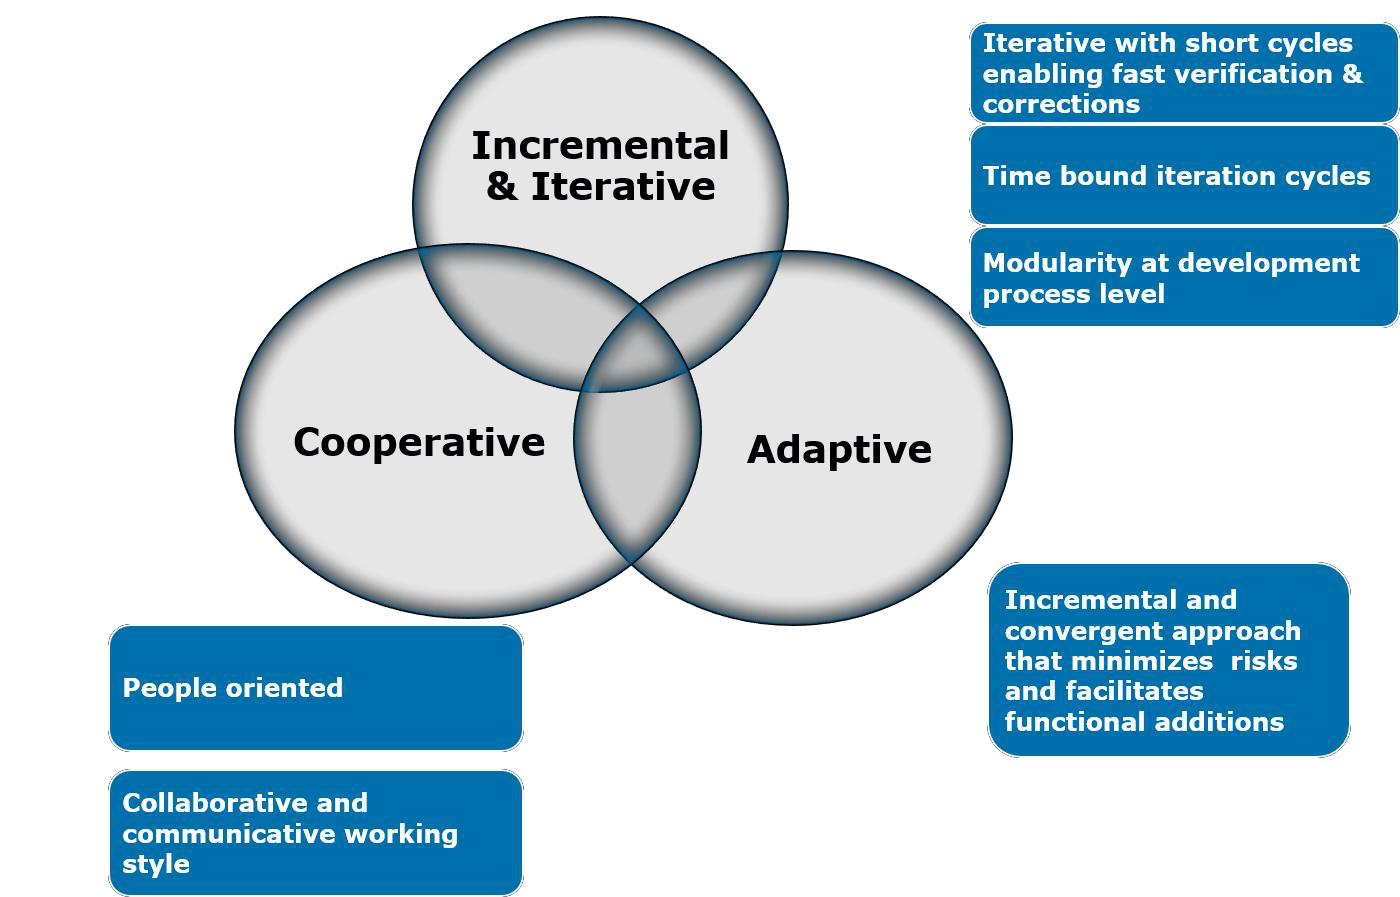 Incremental
& Iterative
Cooperative
Adaptive
Iterative with short cycles
enabling fast verification &
corrections
Time bound iteration cycles
Modularity at development
process level
Incremental and
convergent approach
that minimizes  risks
and facilitates
functional additions
People oriented
Collaborative and
communicative working
style